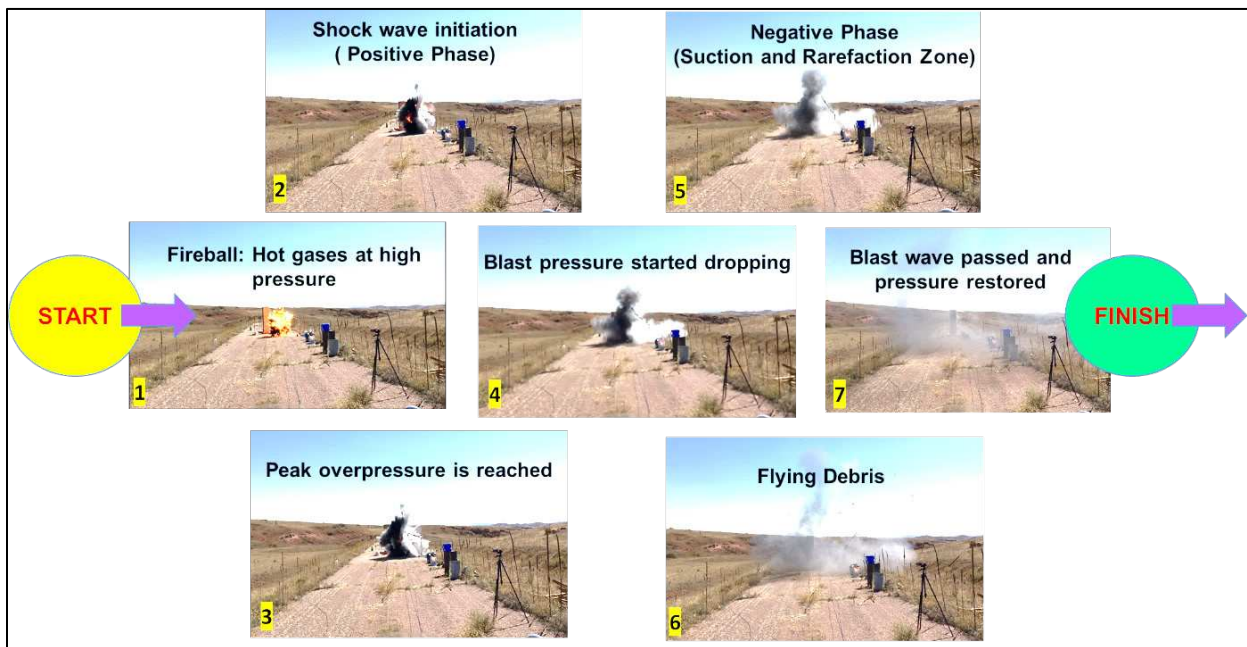 START
Fireball: Hot gases at high
pressure
1
Shock wave initiation
( Positive Phase)
2
Peak overpressure is reached
3
Blast pressure started dropping
4
Negative Phase
(Suction and Rarefaction Zone)
5
Flying Debris
6
Blast wave passed and
pressure restored
7
FINISH